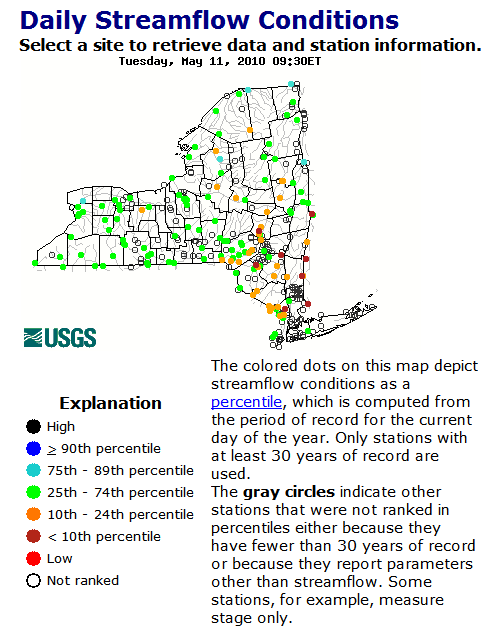 Daily Streamflow Conditions
Select a site to retrieve data and station information.
Tuesday, May 11, 2010 09:30ET
USGS
Explanation
High
> 90th percentile
75th - 89th percentile
25th - 74th percentile
10th - 24th percentile
< 10th percentile
Low
Not ranked
The colored dots on this map depict
streamflow conditions as a
percentile, which is computed from
the period of record for the current
day of the year. Only stations with
at least 30 years of record are
used.
The gray circles indicate other
stations that were not ranked in
percentiles either because they
have fewer than 30 years of record
or because they report parameters
other than streamflow. Some
stations, for example, measure
stage only.